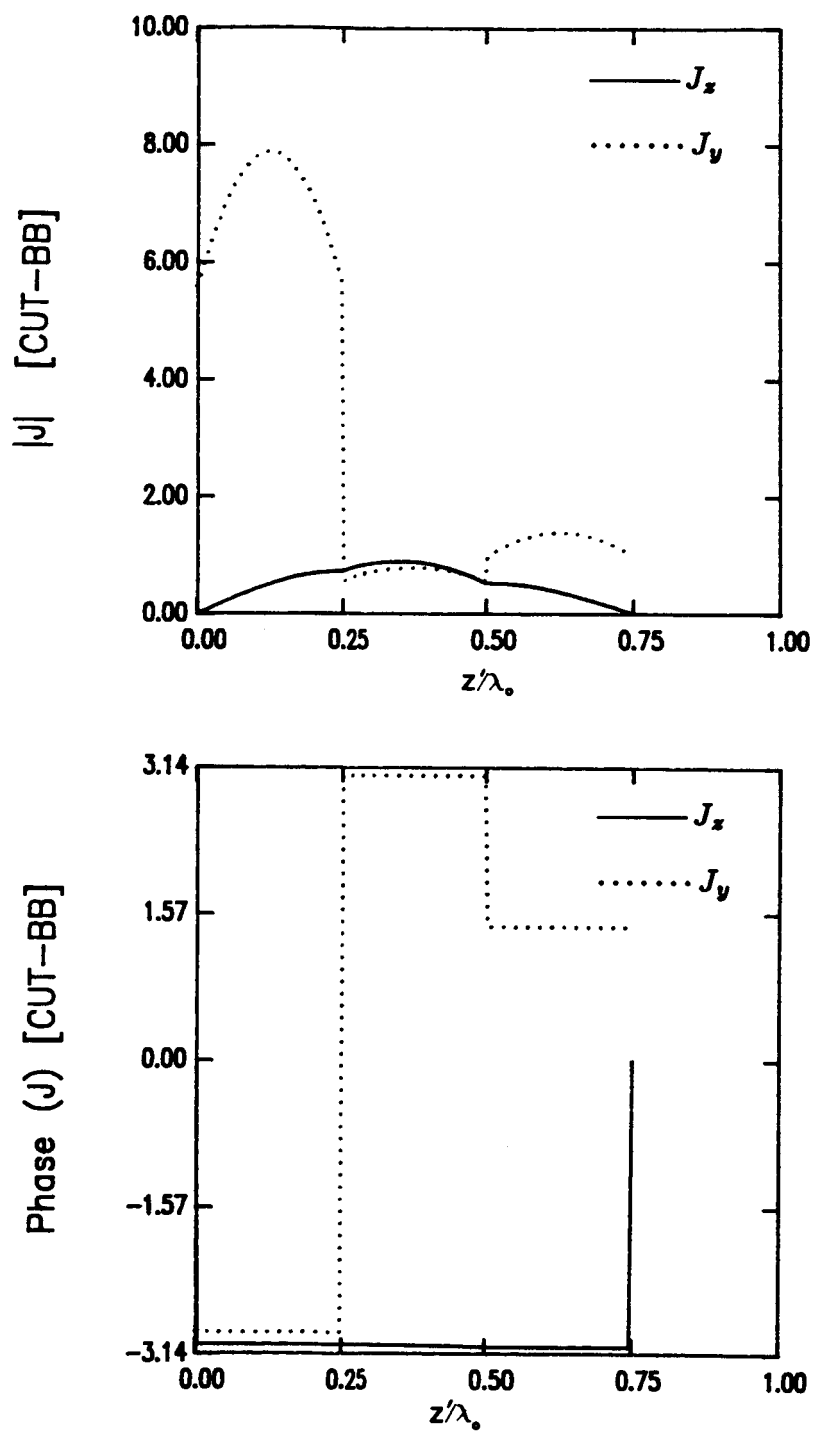 10.00
8.00
6.00
4.00
2.00
0.00
|J| [CUT–BB]
J_z
J_y
0.00 0.25 0.50 0.75 1.00
z'/λ₀
3.14
1.57
0.00
−1.57
−3.14
Phase (J) [CUT–BB]
J_z
J_y
0.00 0.25 0.50 0.75 1.00
z'/λ₀